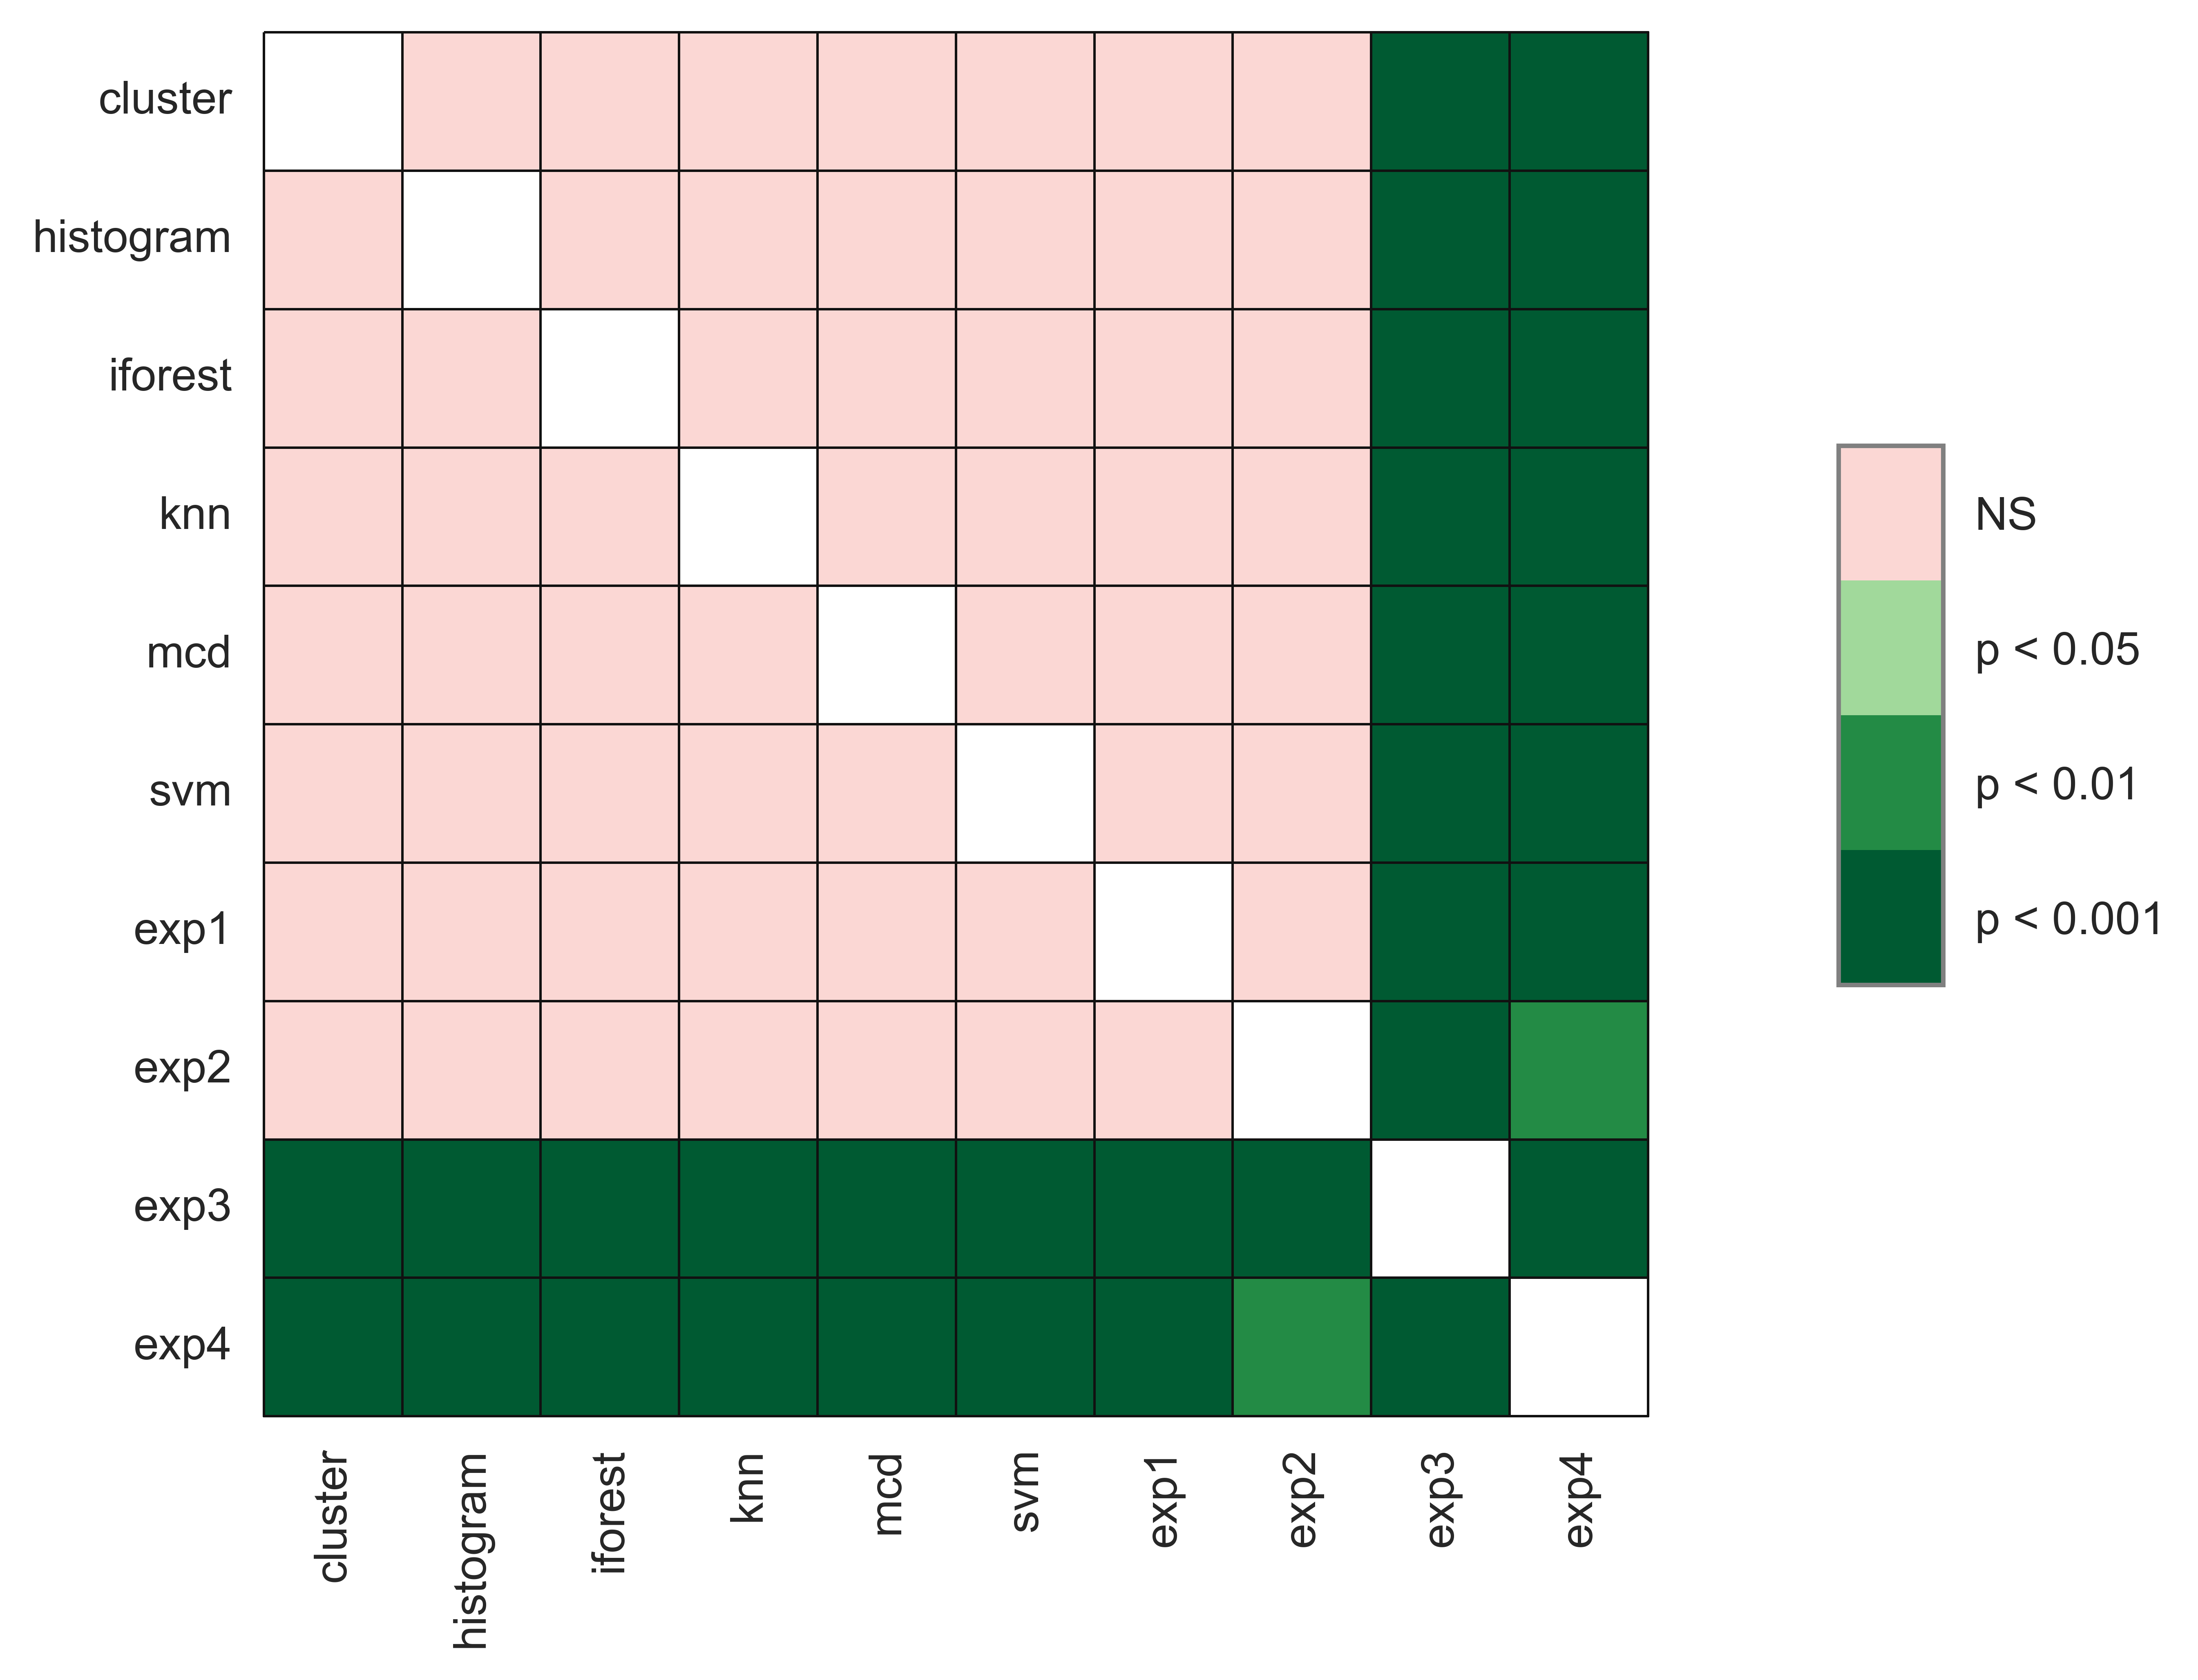 cluster
histogram
iforest
knn
mcd
svm
exp1
exp2
exp3
exp4
cluster
histogram
iforest
knn
mcd
svm
exp1
exp2
exp3
exp4
NS
p < 0.05
p < 0.01
p < 0.001